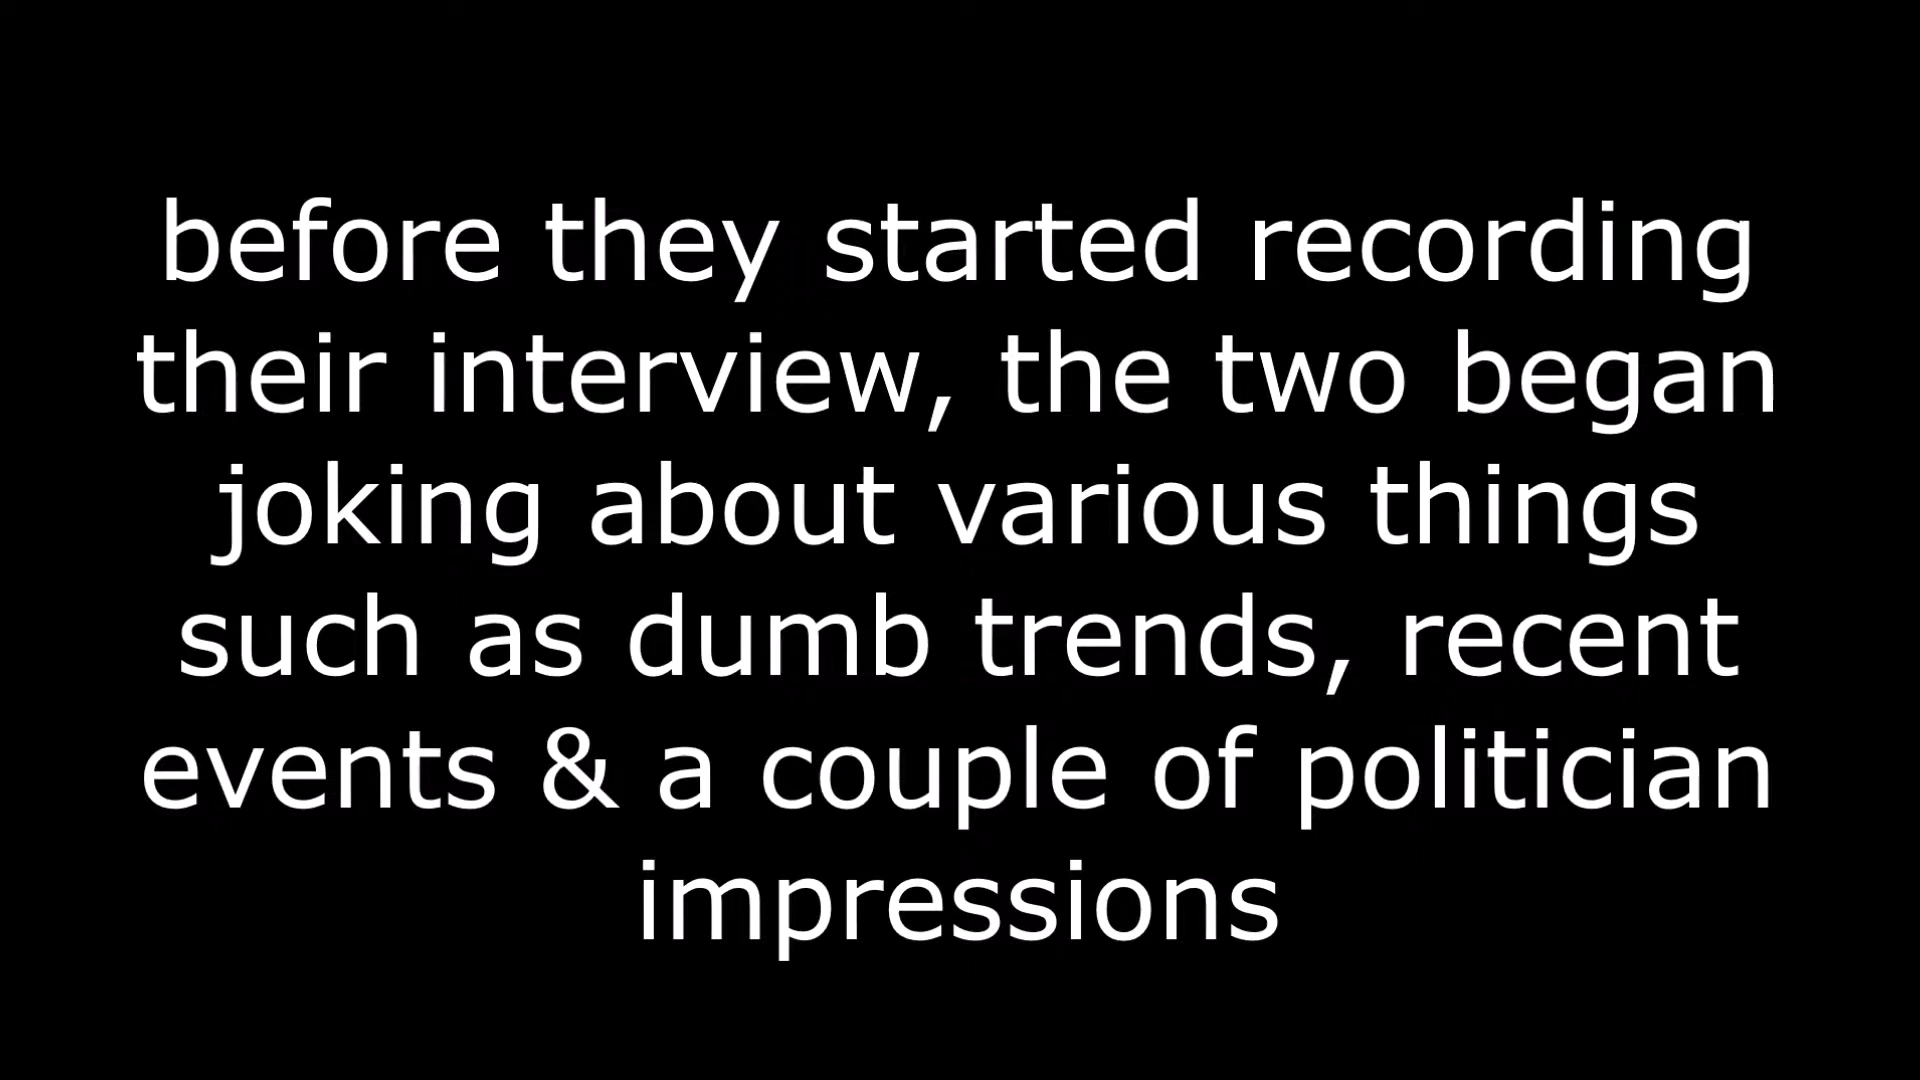 before they started recording
their interview, the two began
joking about various things
such as dumb trends, recent
events & a couple of politician
impressions